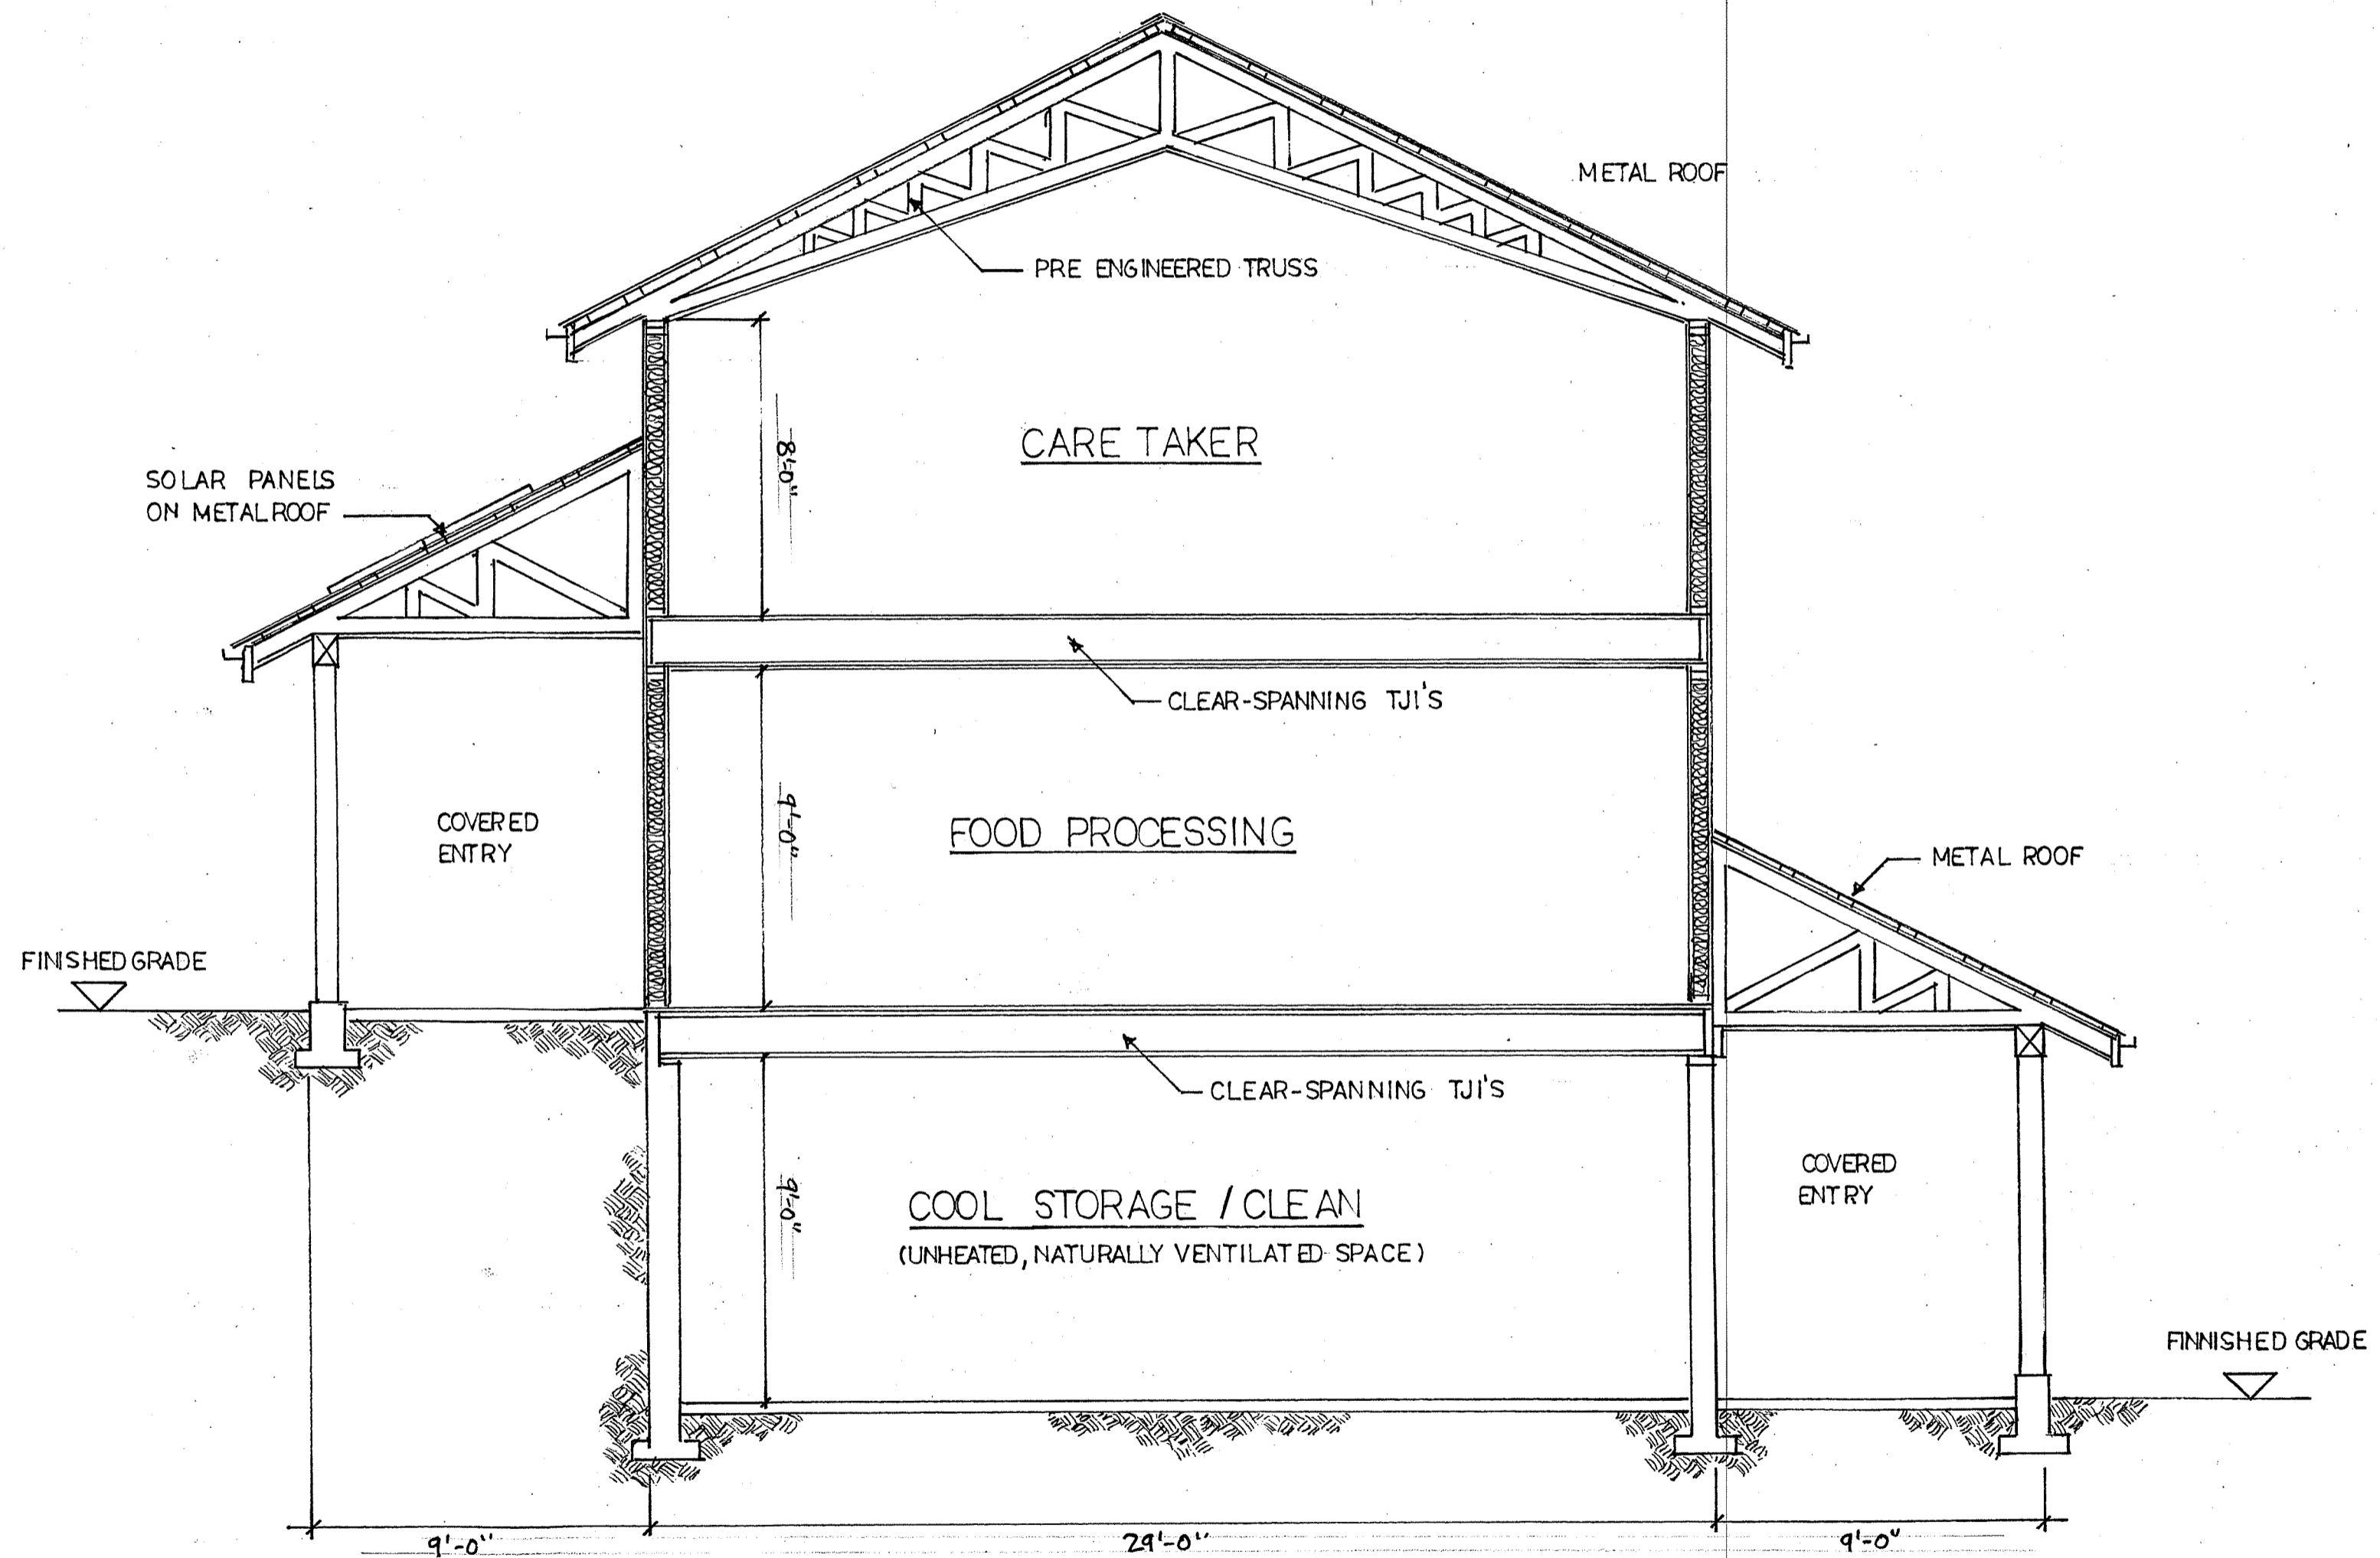 METAL ROOF
PRE ENGINEERED TRUSS
CARE TAKER
8'-0"
SOLAR PANELS
ON METAL ROOF
CLEAR-SPANNING TJI'S
COVERED
ENTRY
9'-0"
FOOD PROCESSING
METAL ROOF
FINISHED GRADE
CLEAR-SPANNING TJI'S
COVERED
ENTRY
9'-0"
COOL STORAGE / CLEAN
(UNHEATED, NATURALLY VENTILATED SPACE)
FINNISHED GRADE
9'-0"
29'-0"
9'-0"